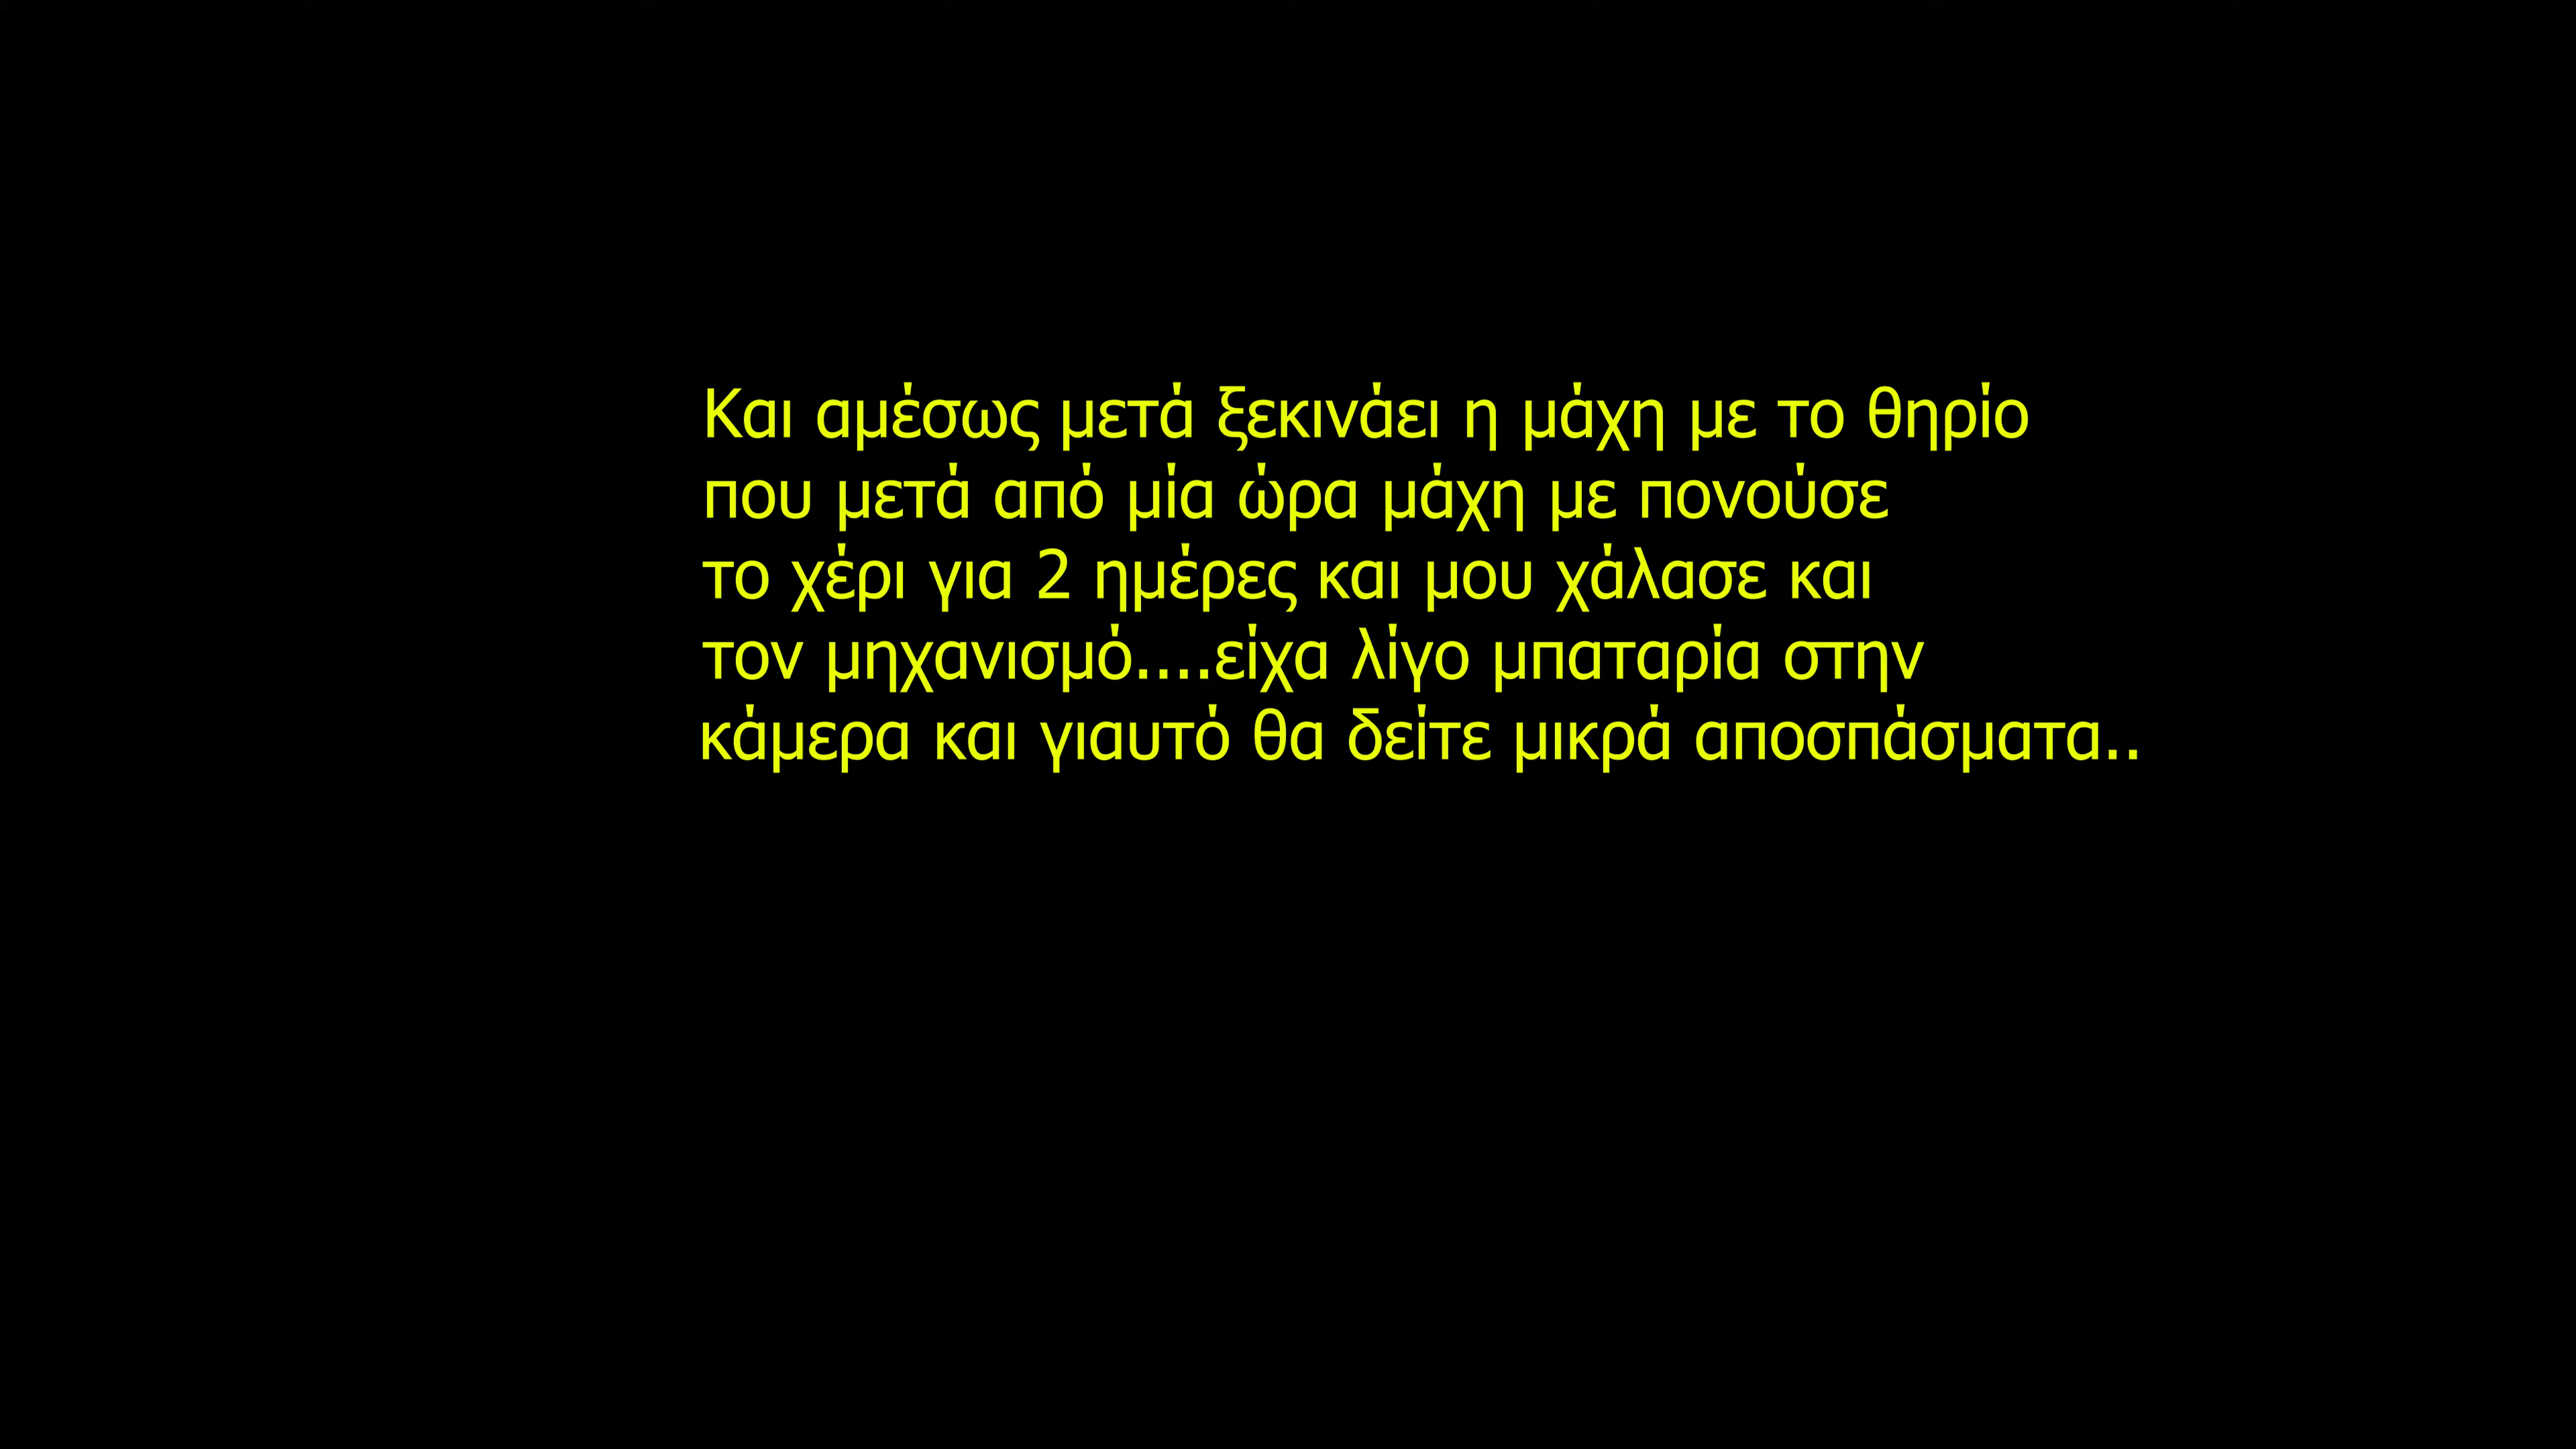 Και αμέσως μετά ξεκινάει η μάχη με το θηρίο
που μετά από μία ώρα μάχη με πονούσε
το χέρι για 2 ημέρες και μου χάλασε και
τον μηχανισμό....είχα λίγο μπαταρία στην
κάμερα και γιαυτό θα δείτε μικρά αποσπάσματα..